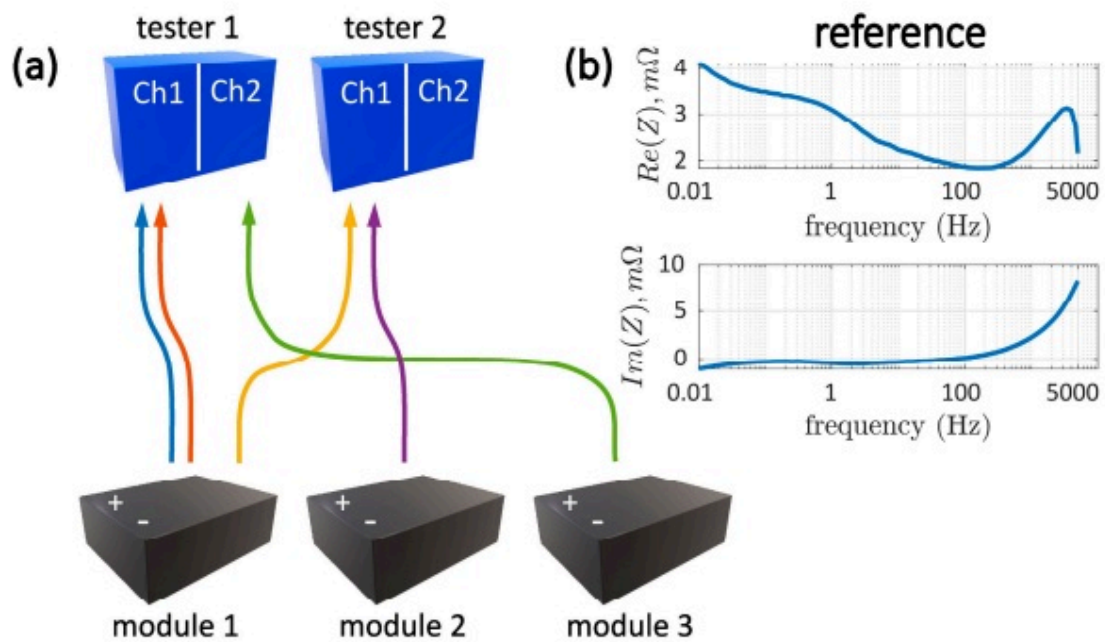 tester 1
tester 2
(a)
Ch1
Ch2
Ch1
Ch2
+
-
+
-
+
-
module 1
module 2
module 3
(b)
reference
Re(Z), mΩ
4
3
2
0.01
1
100
5000
frequency (Hz)
Im(Z), mΩ
10
5
0
0.01
1
100
5000
frequency (Hz)